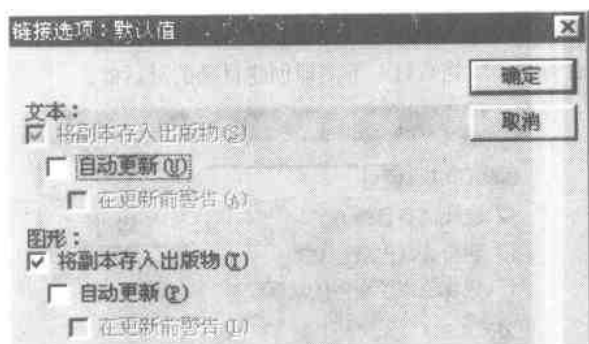 链接选项：默认值
确定
取消
文本：
将副本存入出版物(S)
自动更新(U)
在更新前警告(A)
图形：
将副本存入出版物(T)
自动更新(P)
在更新前警告(L)